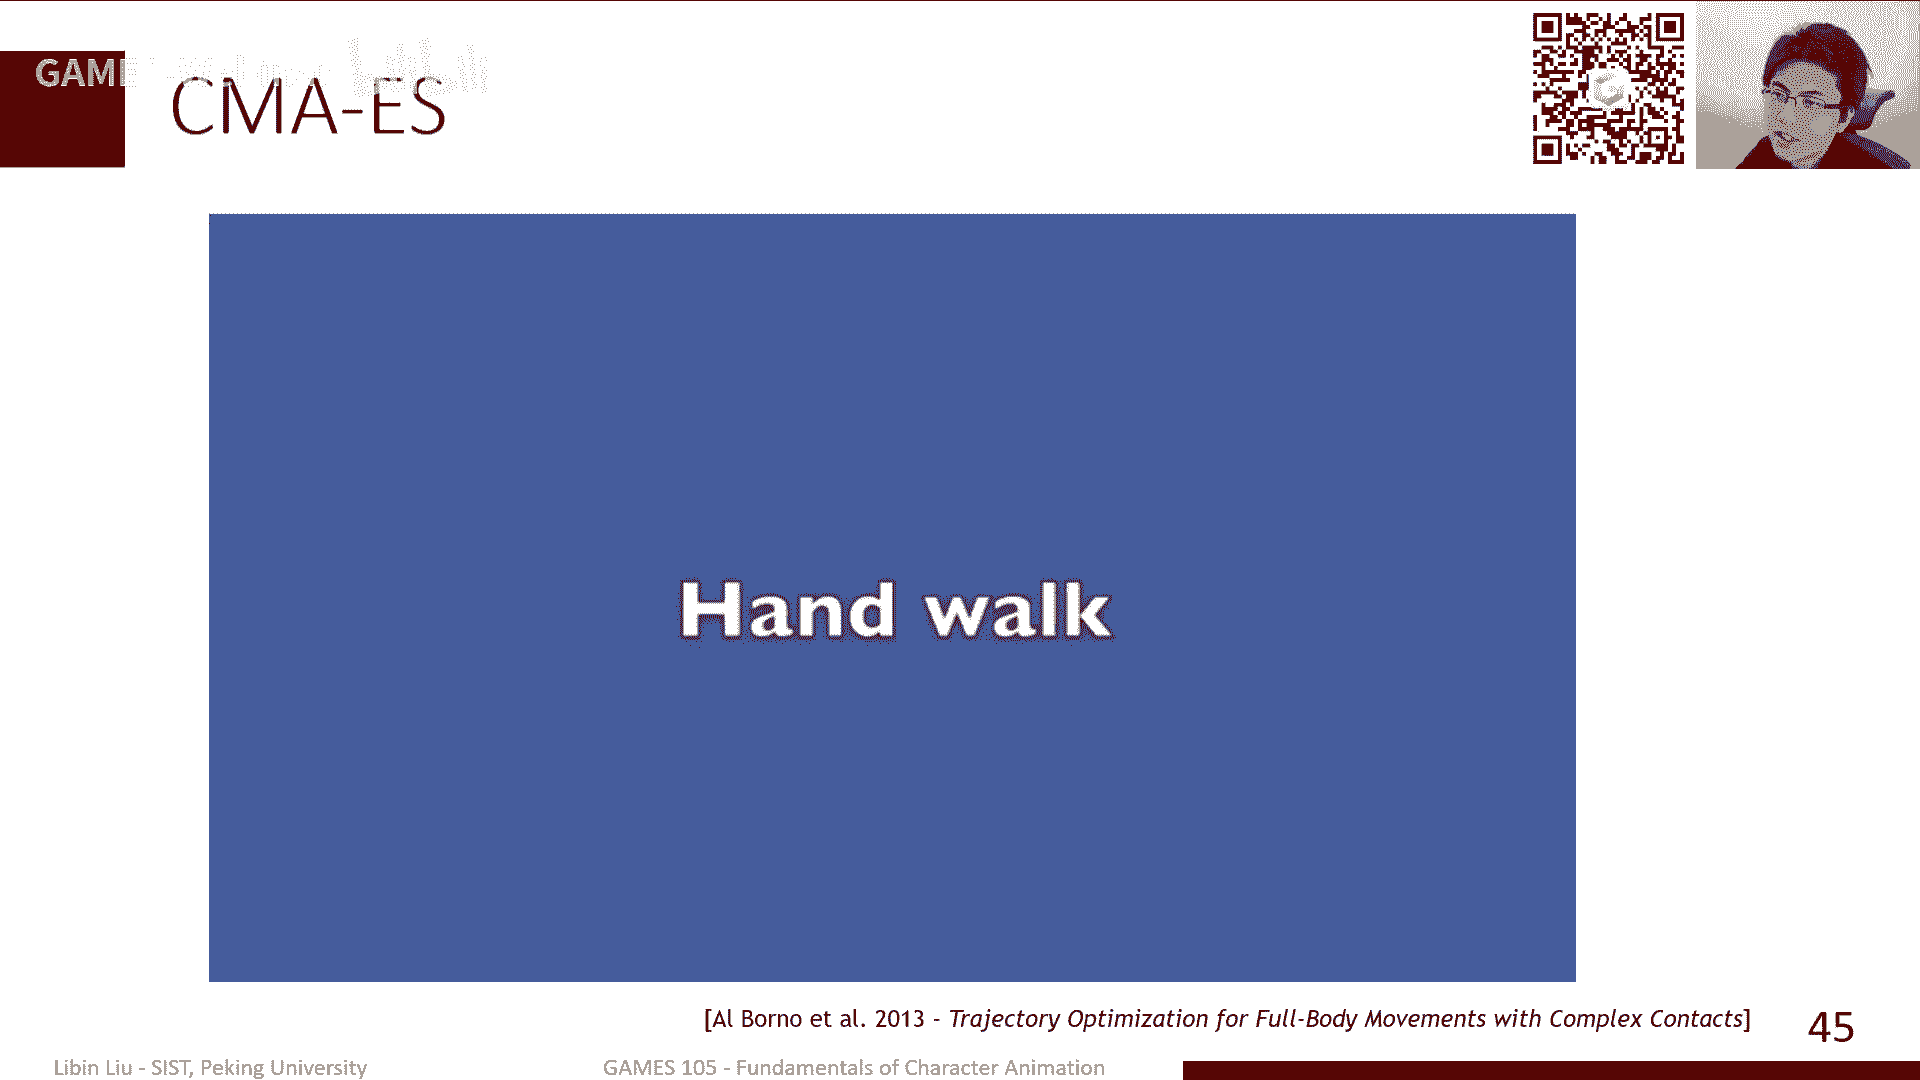 GAME
CMA-ES
Hand walk
[Al Borno et al. 2013 - Trajectory Optimization for Full-Body Movements with Complex Contacts]
45
Libin Liu - SIST, Peking University
GAMES 105 - Fundamentals of Character Animation